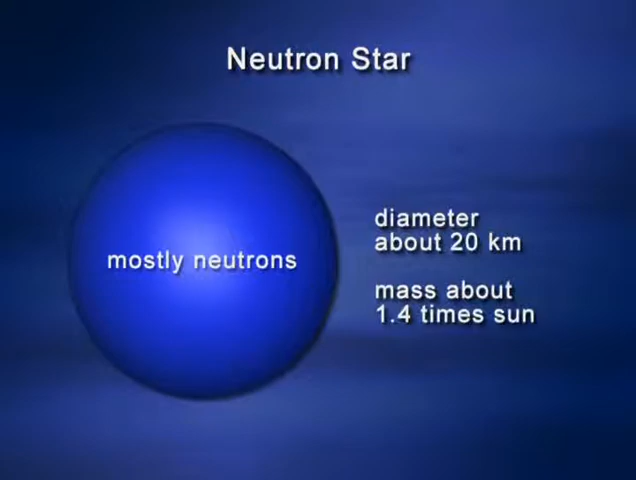 Neutron Star
mostly neutrons
diameter
about 20 km
mass about
1.4 times sun